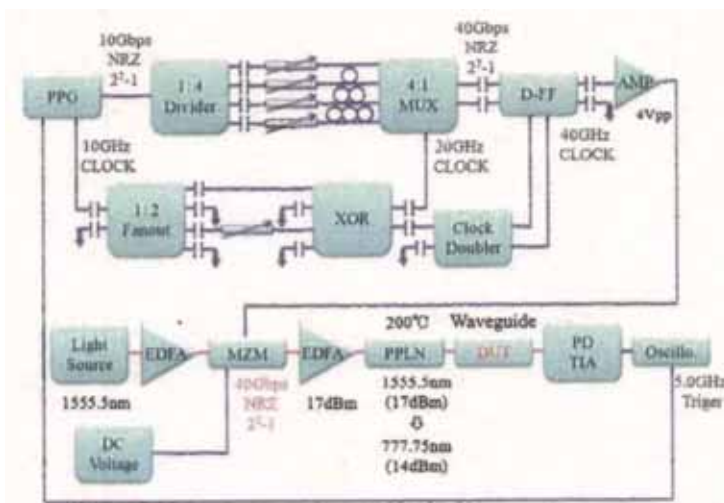 10Gbps
NRZ
2⁷-1
40Gbps
NRZ
2⁷-1
PPG
1:4
Divider
4:1
MUX
D-FF
AMP
4Vpp
10GHz
CLOCK
20GHz
CLOCK
40GHz
CLOCK
1:2
Fanout
XOR
Clock
Doubler
200℃
Waveguide
Light
Source
EDFA
MZM
EDFA
PPLN
DUT
PD
TIA
Oscillo.
1555.5nm
40Gbps
NRZ
2⁷-1
17dBm
1555.5nm
(17dBm)
777.75nm
(14dBm)
5.0GHz
Triger
DC
Voltage